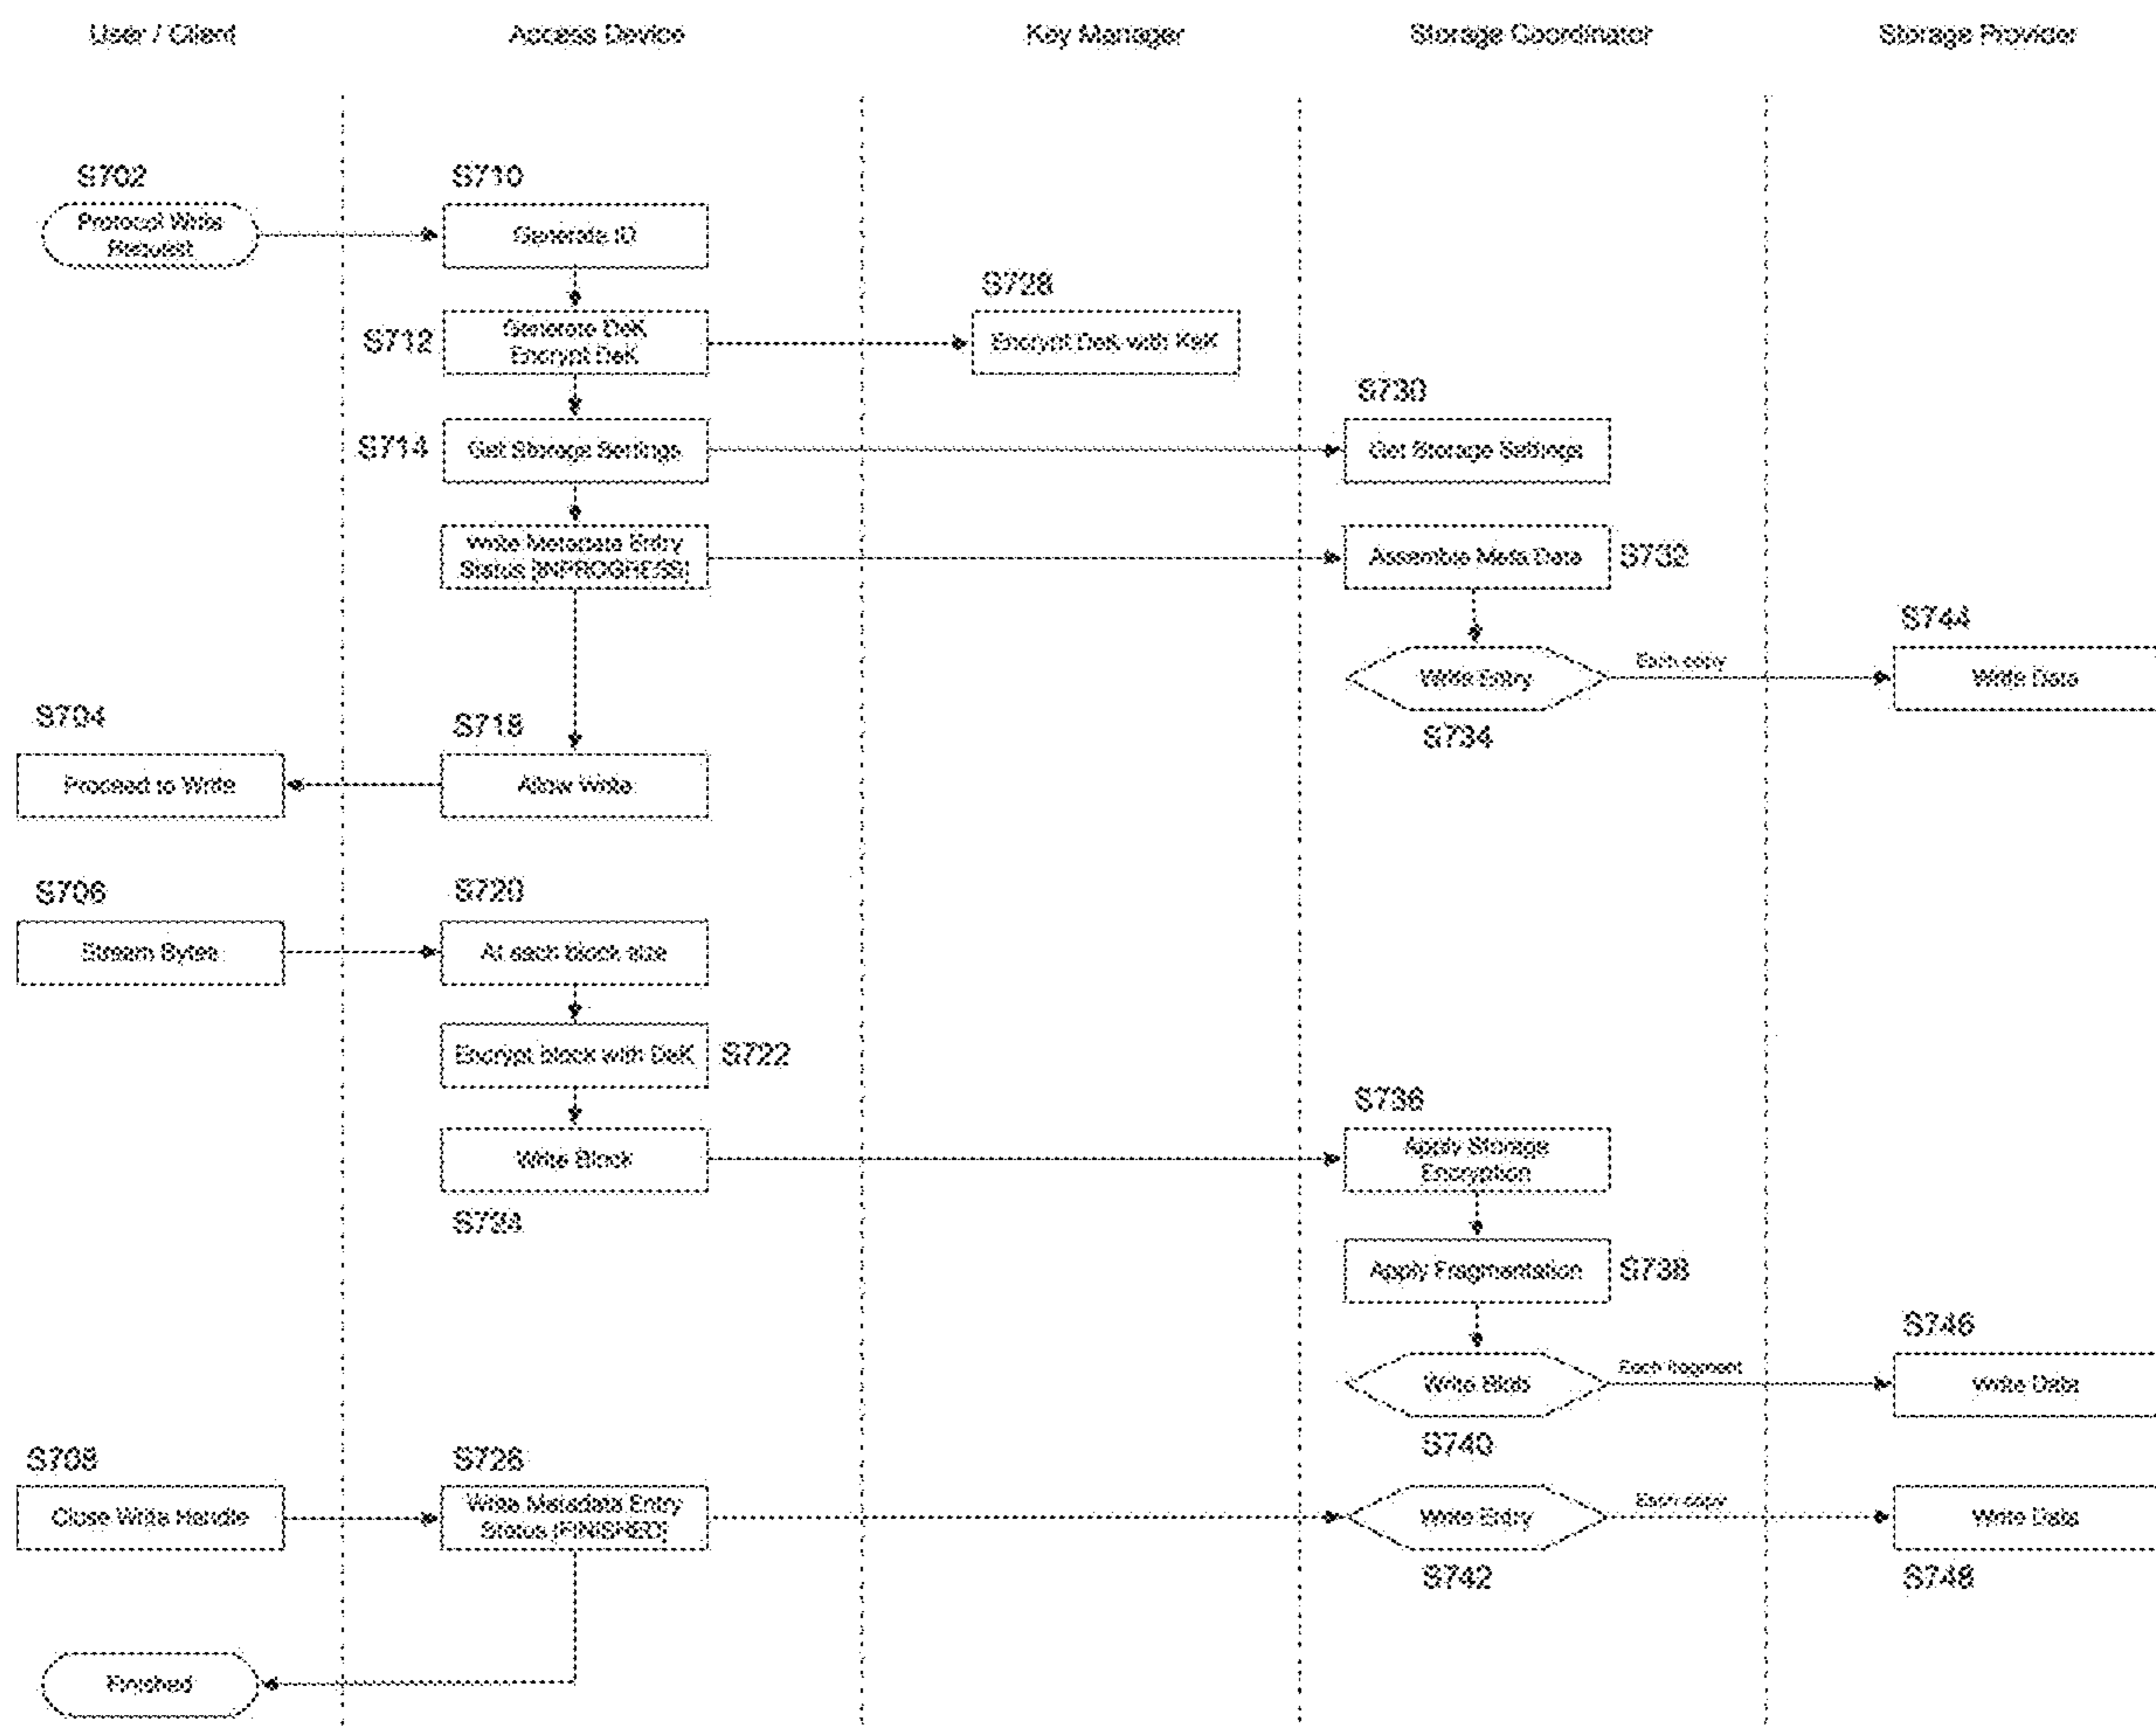 User / Client
Access Device
Key Manager
Storage Coordinator
Storage Provider
S702
S710
Protocol Write
Request
Generate ID
S728
S712
Generate DeK
Encrypt DeK
Encrypt DeK with KeK
S730
S714
Get Storage Settings
Get Storage Settings
Write Metadata Entry
Status [INPROGRESS]
Assemble Meta Data
S732
S744
Write Entry
Each copy
Write Data
S704
S718
S734
Proceed to Write
Allow Write
S706
S720
Stream Bytes
At each block size
Encrypt block with DeK
S722
S736
Write Block
Apply Storage
Encryption
S724
Apply Fragmentation
S738
S746
Write Blob
Each fragment
Write Data
S708
S726
S740
Close Write Handle
Write Metadata Entry
Status [FINISHED]
Write Entry
Each copy
Write Data
S742
S748
Finished